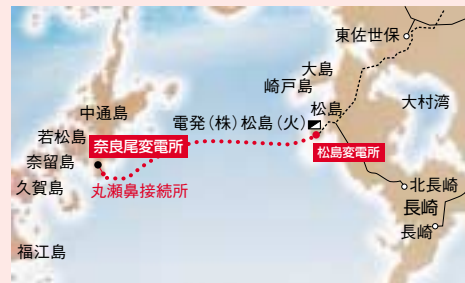 東佐世保
大島
崎戸島
松島
大村湾
中通島
電発(株)松島(火)
若松島
奈良尾変電所
松島変電所
奈留島
久賀島
丸瀬鼻接続所
北長崎
長崎
長崎
福江島